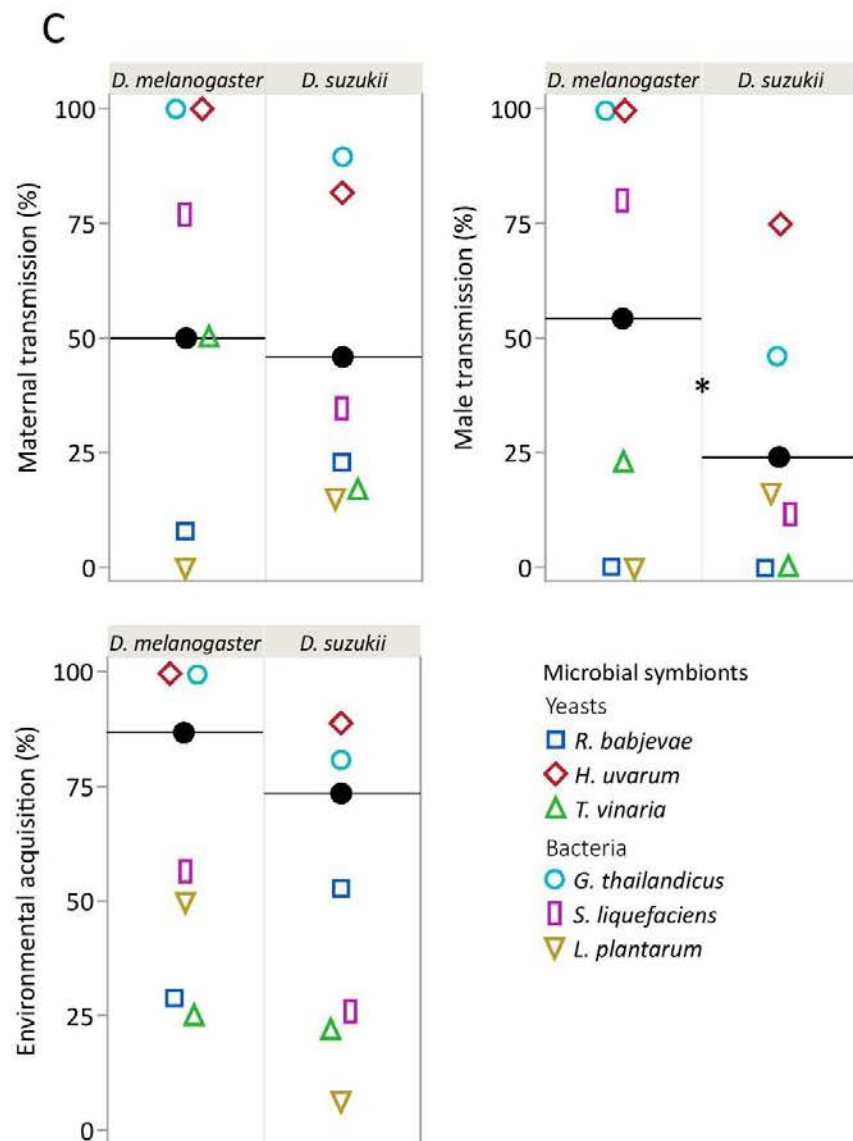 C
D. melanogaster
D. suzukii
Maternal transmission (%)
100
75
50
25
0
D. melanogaster
D. suzukii
Male transmission (%)
100
75
50
25
0
*
D. melanogaster
D. suzukii
Environmental acquisition (%)
100
75
50
25
0
Microbial symbionts
Yeasts
R. babjevae
H. uvarum
T. vinaria
Bacteria
G. thailandicus
S. liquefaciens
L. plantarum